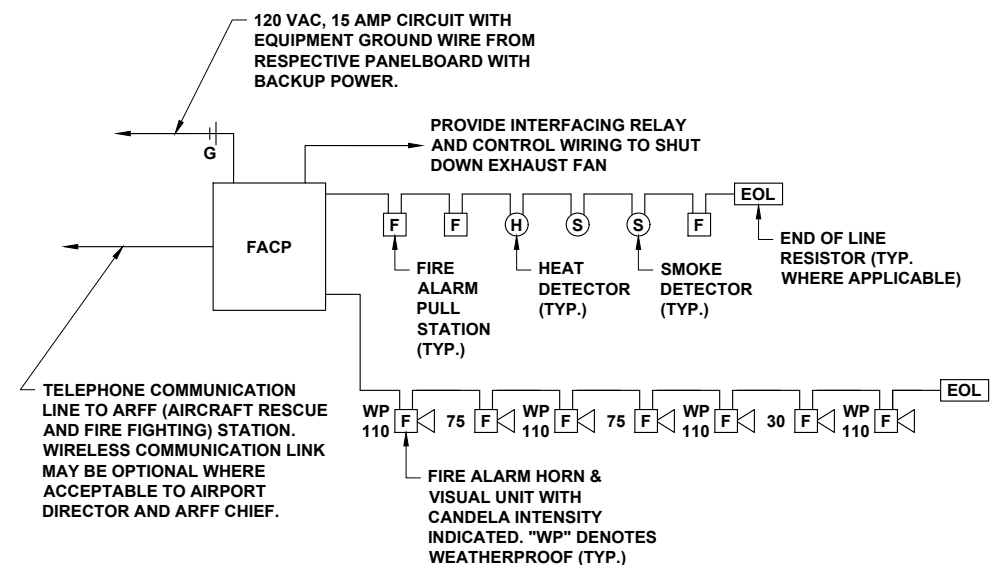 120 VAC, 15 AMP CIRCUIT WITH
EQUIPMENT GROUND WIRE FROM
RESPECTIVE PANELBOARD WITH
BACKUP POWER.
G
PROVIDE INTERFACING RELAY
AND CONTROL WIRING TO SHUT
DOWN EXHAUST FAN
FACP
F F H S S F EOL
FIRE
ALARM
PULL
STATION
(TYP.)
HEAT
DETECTOR
(TYP.)
SMOKE
DETECTOR
(TYP.)
END OF LINE
RESISTOR (TYP.
WHERE APPLICABLE)
TELEPHONE COMMUNICATION
LINE TO ARFF (AIRCRAFT RESCUE
AND FIRE FIGHTING) STATION.
WIRELESS COMMUNICATION LINK
MAY BE OPTIONAL WHERE
ACCEPTABLE TO AIRPORT
DIRECTOR AND ARFF CHIEF.
WP
110
F
75
F
WP
110
F
75
F
WP
110
F
30
F
WP
110
F
EOL
FIRE ALARM HORN &
VISUAL UNIT WITH
CANDELA INTENSITY
INDICATED. "WP" DENOTES
WEATHERPROOF (TYP.)